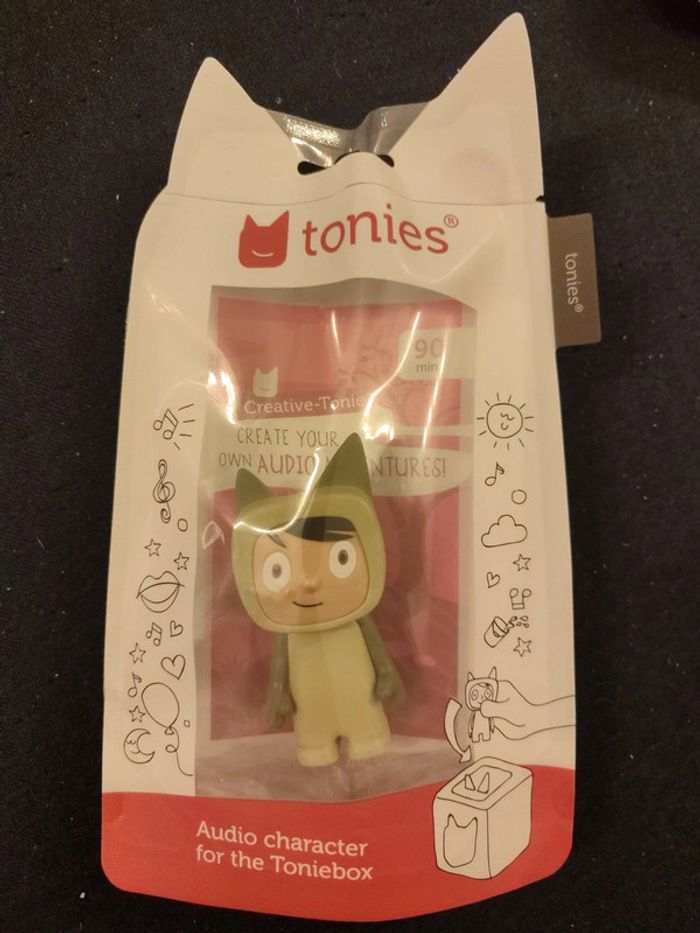 tonies®
tonies®
90
min
Creative-Tonie
CREATE YOUR
OWN AUDIO NTURES!
Audio character
for the Toniebox